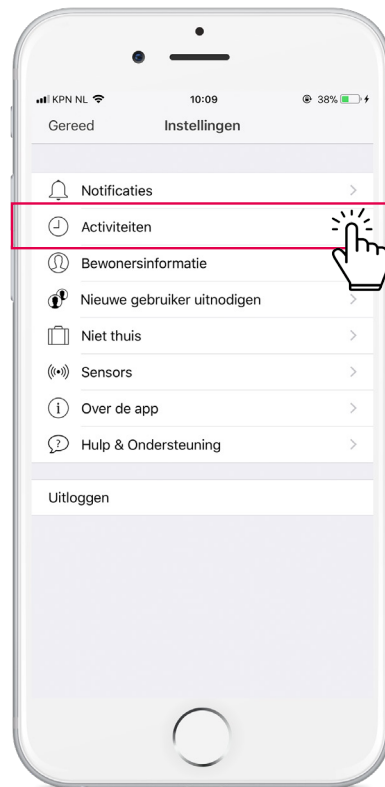 KPN NL 10:09 38%
Gereed Instellingen
Notificaties
Activiteiten
Bewonersinformatie
Nieuwe gebruiker uitnodigen
Niet thuis
Sensors
Over de app
Hulp & Ondersteuning
Uitloggen